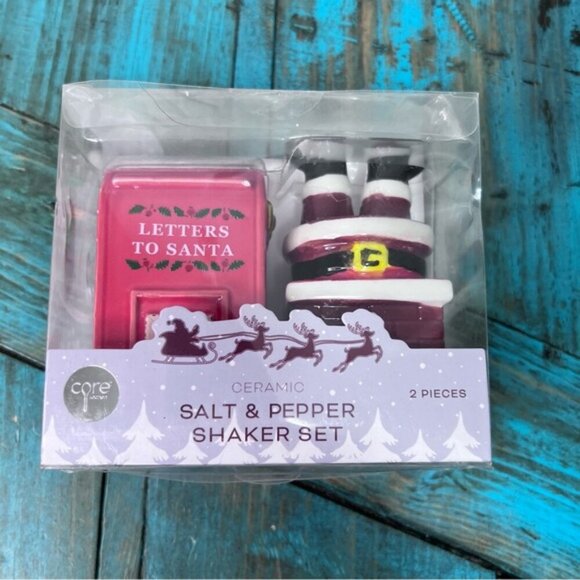 LETTERS
TO SANTA
core
CERAMIC
2 PIECES
SALT & PEPPER
SHAKER SET